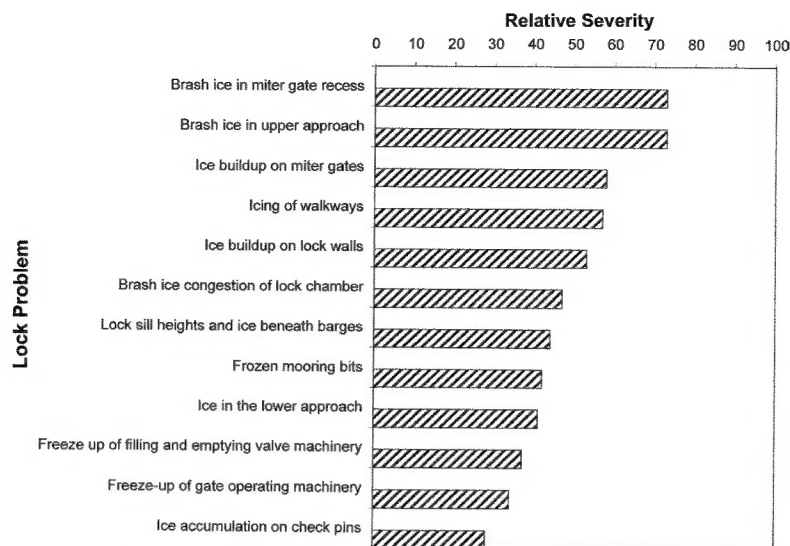 Relative Severity
0 10 20 30 40 50 60 70 80 90 100
Lock Problem
Brash ice in miter gate recess
Brash ice in upper approach
Ice buildup on miter gates
Icing of walkways
Ice buildup on lock walls
Brash ice congestion of lock chamber
Lock sill heights and ice beneath barges
Frozen mooring bits
Ice in the lower approach
Freeze up of filling and emptying valve machinery
Freeze-up of gate operating machinery
Ice accumulation on check pins